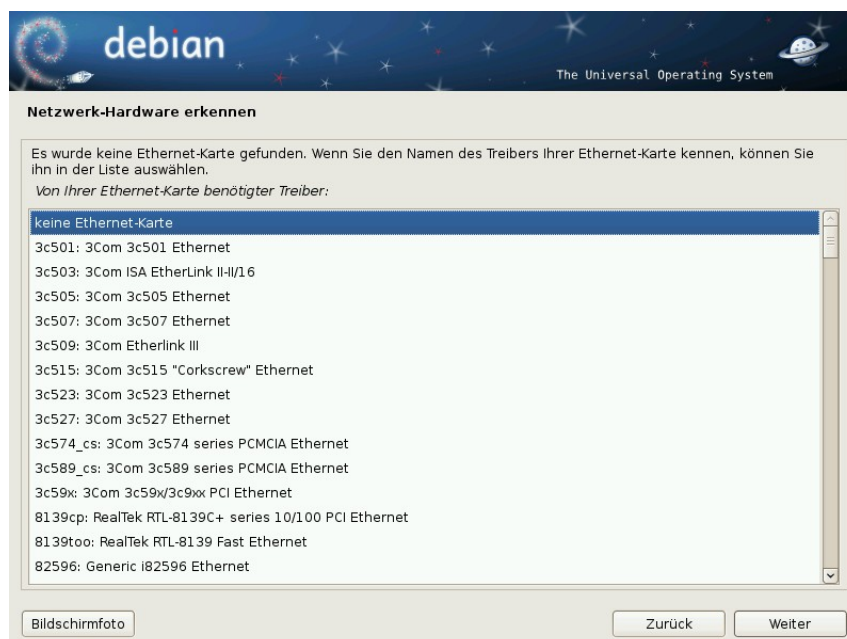 debian
The Universal Operating System
Netzwerk-Hardware erkennen
Es wurde keine Ethernet-Karte gefunden. Wenn Sie den Namen des Treibers Ihrer Ethernet-Karte kennen, können Sie
ihn in der Liste auswählen.
Von Ihrer Ethernet-Karte benötigter Treiber:
keine Ethernet-Karte
3c501: 3Com 3c501 Ethernet
3c503: 3Com ISA EtherLink II-II/16
3c505: 3Com 3c505 Ethernet
3c507: 3Com 3c507 Ethernet
3c509: 3Com Etherlink III
3c515: 3Com 3c515 "Corkscrew" Ethernet
3c523: 3Com 3c523 Ethernet
3c527: 3Com 3c527 Ethernet
3c574_cs: 3Com 3c574 series PCMCIA Ethernet
3c589_cs: 3Com 3c589 series PCMCIA Ethernet
3c59x: 3Com 3c59x/3c9xx PCI Ethernet
8139cp: RealTek RTL-8139C+ series 10/100 PCI Ethernet
8139too: RealTek RTL-8139 Fast Ethernet
82596: Generic i82596 Ethernet
Bildschirmfoto
Zurück
Weiter